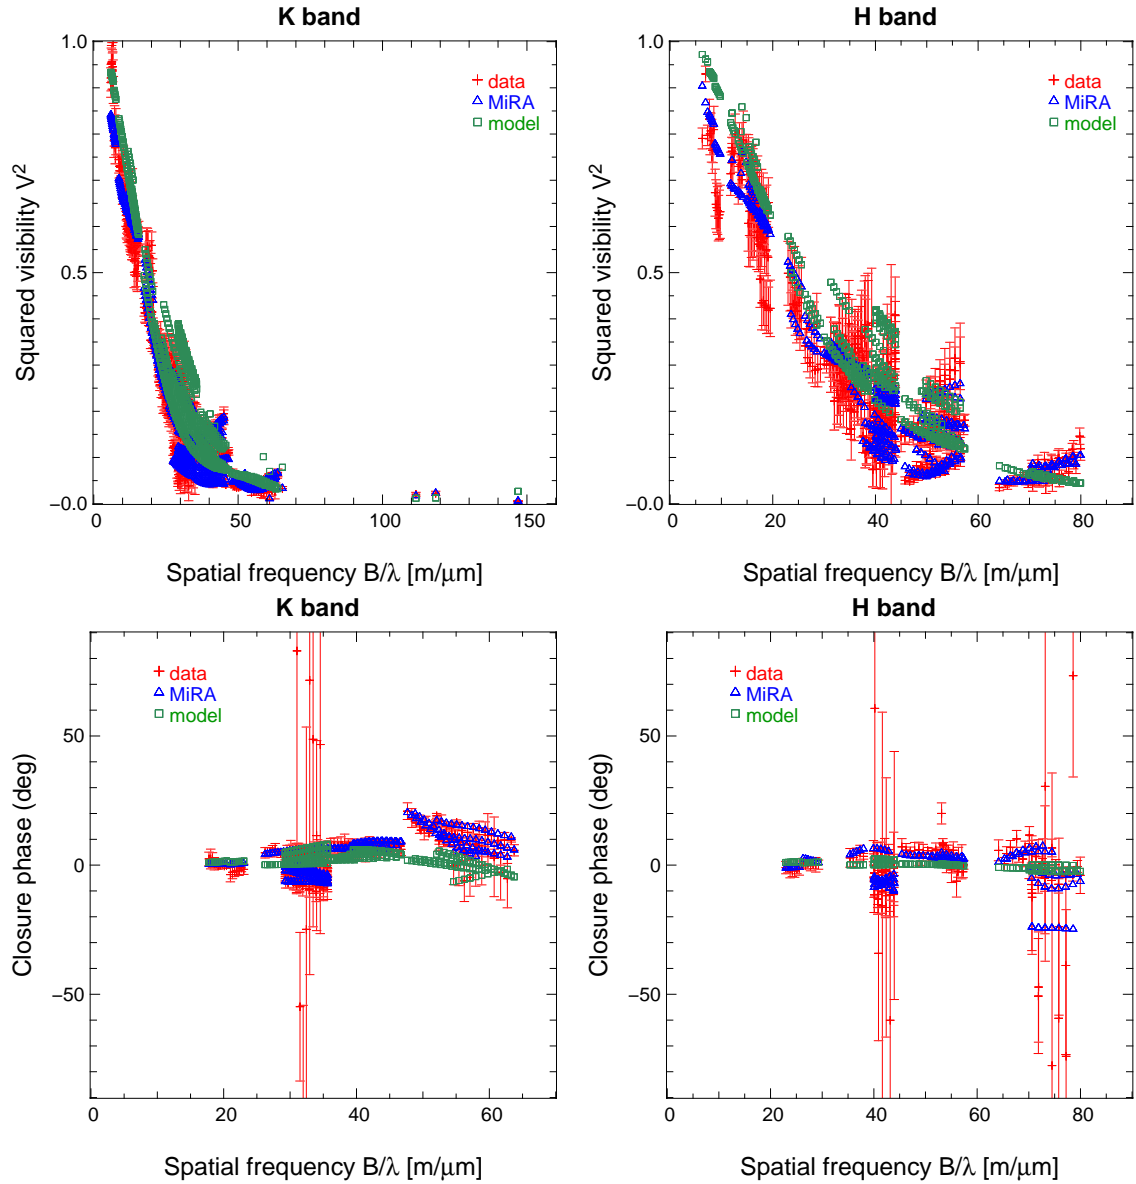 K band
1.0
0.5
−0.0
0
50
100
150
Squared visibility V²
Spatial frequency B/λ [m/μm]
data
MiRA
model
H band
1.0
0.5
−0.0
0
20
40
60
80
Squared visibility V²
Spatial frequency B/λ [m/μm]
data
MiRA
model
K band
50
0
−50
0
20
40
60
Closure phase (deg)
Spatial frequency B/λ [m/μm]
data
MiRA
model
H band
50
0
−50
0
20
40
60
80
Closure phase (deg)
Spatial frequency B/λ [m/μm]
data
MiRA
model